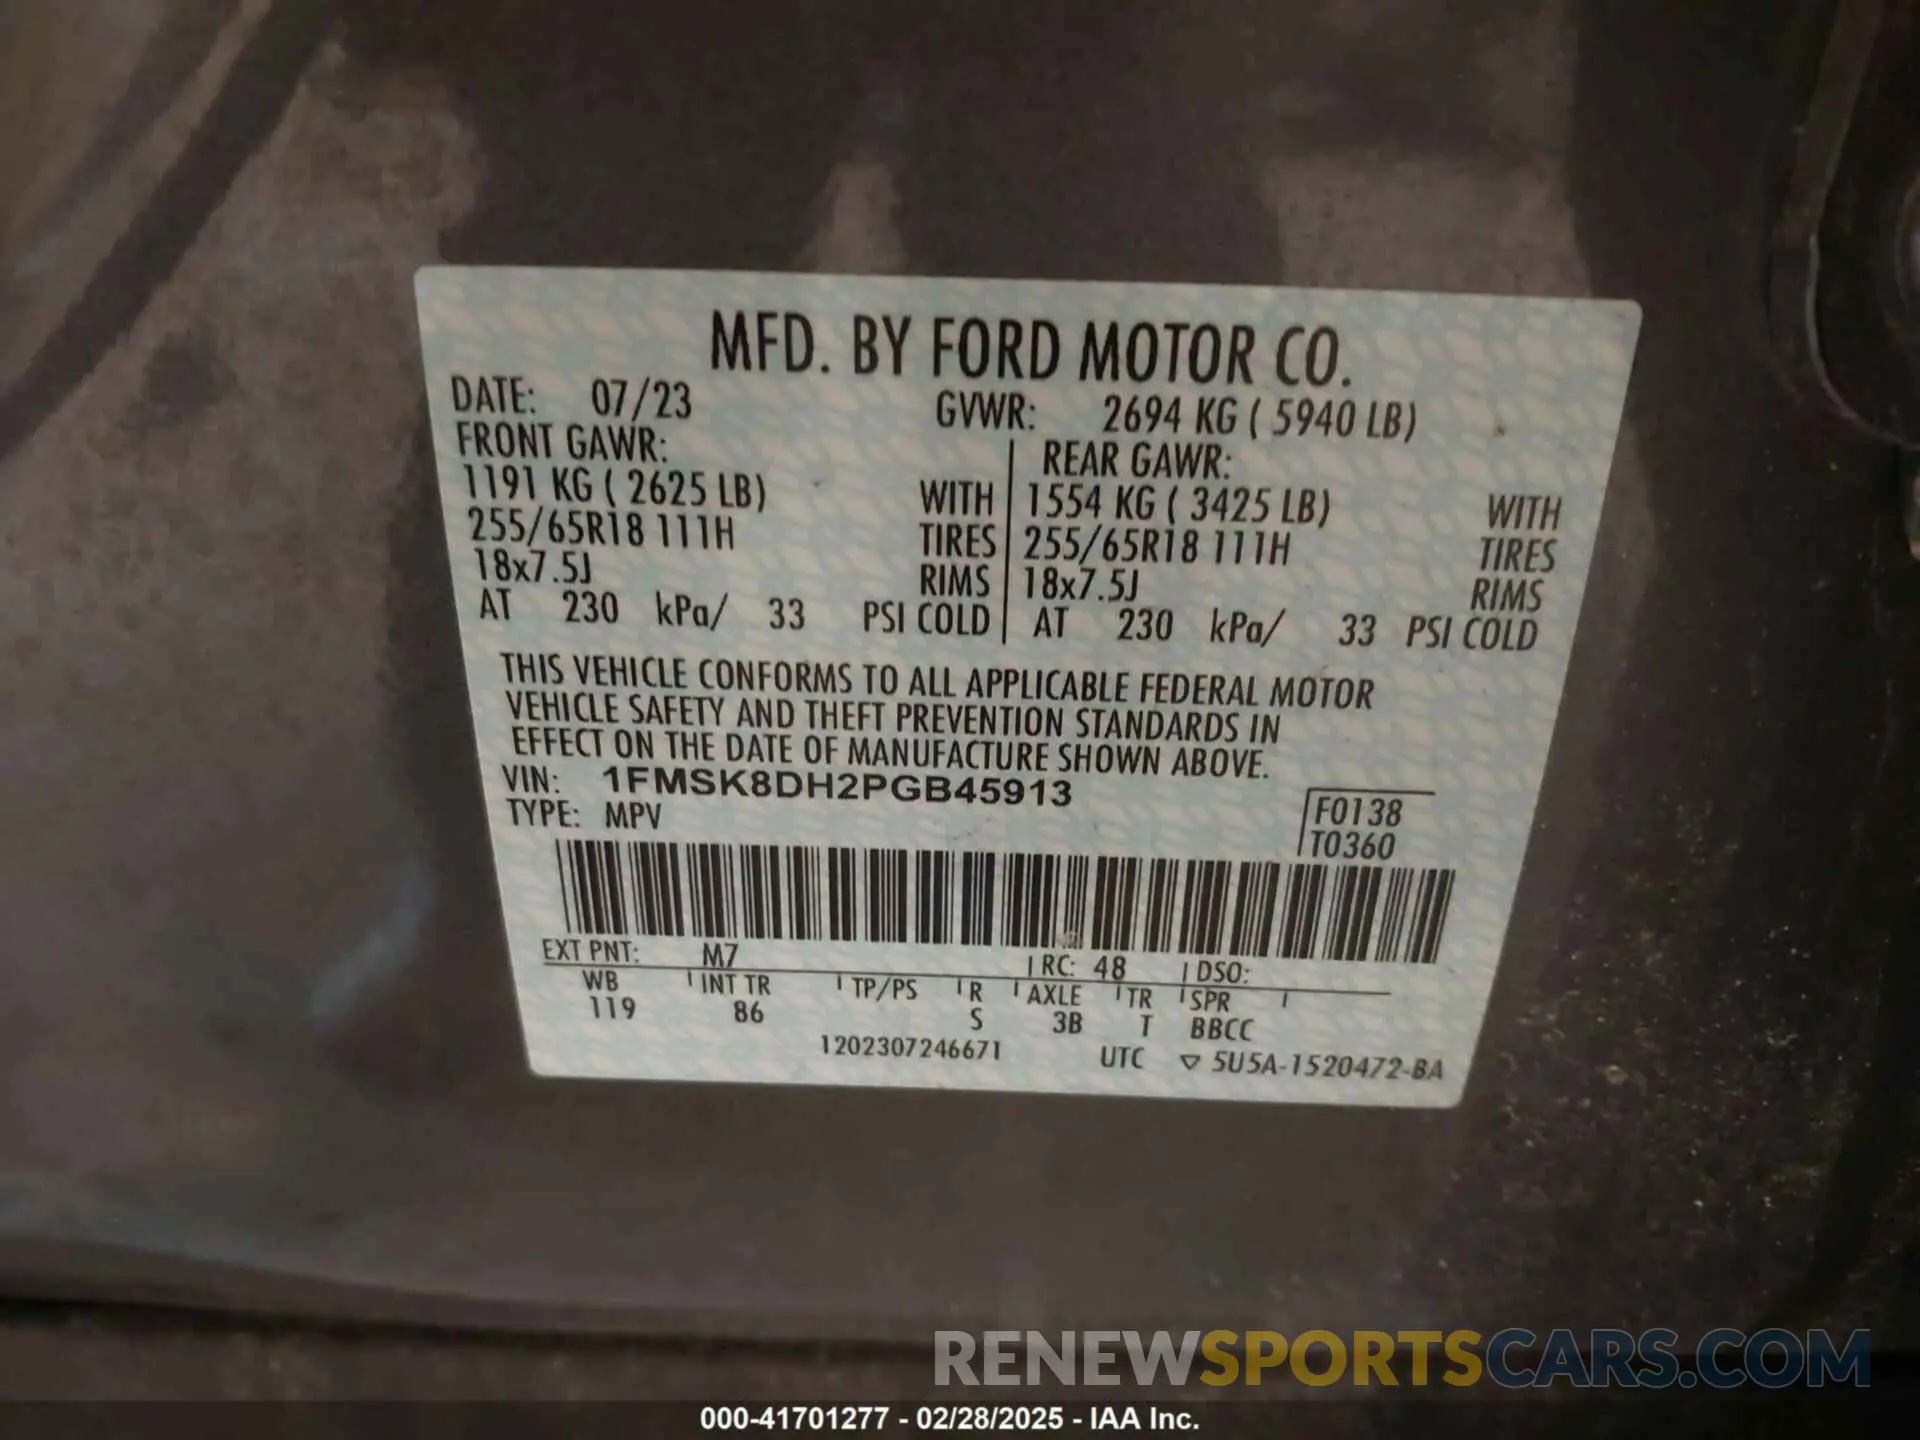 MFD. BY FORD MOTOR CO.
DATE: 07/23 GVWR: 2694 KG ( 5940 LB)
FRONT GAWR: REAR GAWR:
1191 KG ( 2625 LB) WITH 1554 KG ( 3425 LB) WITH
255/65R18 111H TIRES 255/65R18 111H TIRES
18x7.5J RIMS 18x7.5J RIMS
AT 230 kPa/ 33 PSI COLD AT 230 kPa/ 33 PSI COLD
THIS VEHICLE CONFORMS TO ALL APPLICABLE FEDERAL MOTOR
VEHICLE SAFETY AND THEFT PREVENTION STANDARDS IN
EFFECT ON THE DATE OF MANUFACTURE SHOWN ABOVE.
VIN: 1FMSK8DH2PGB45913
TYPE: MPV
F0138
T0360
EXT PNT: M7 RC: 48 DSO:
WB INT TR TP/PS R AXLE TR SPR
119 86 S 3B T BBCC
1202307246671 UTC ▽ 5U5A-1520472-BA
RENEWSPORTSCARS.COM
000-41701277 - 02/28/2025 - IAA Inc.